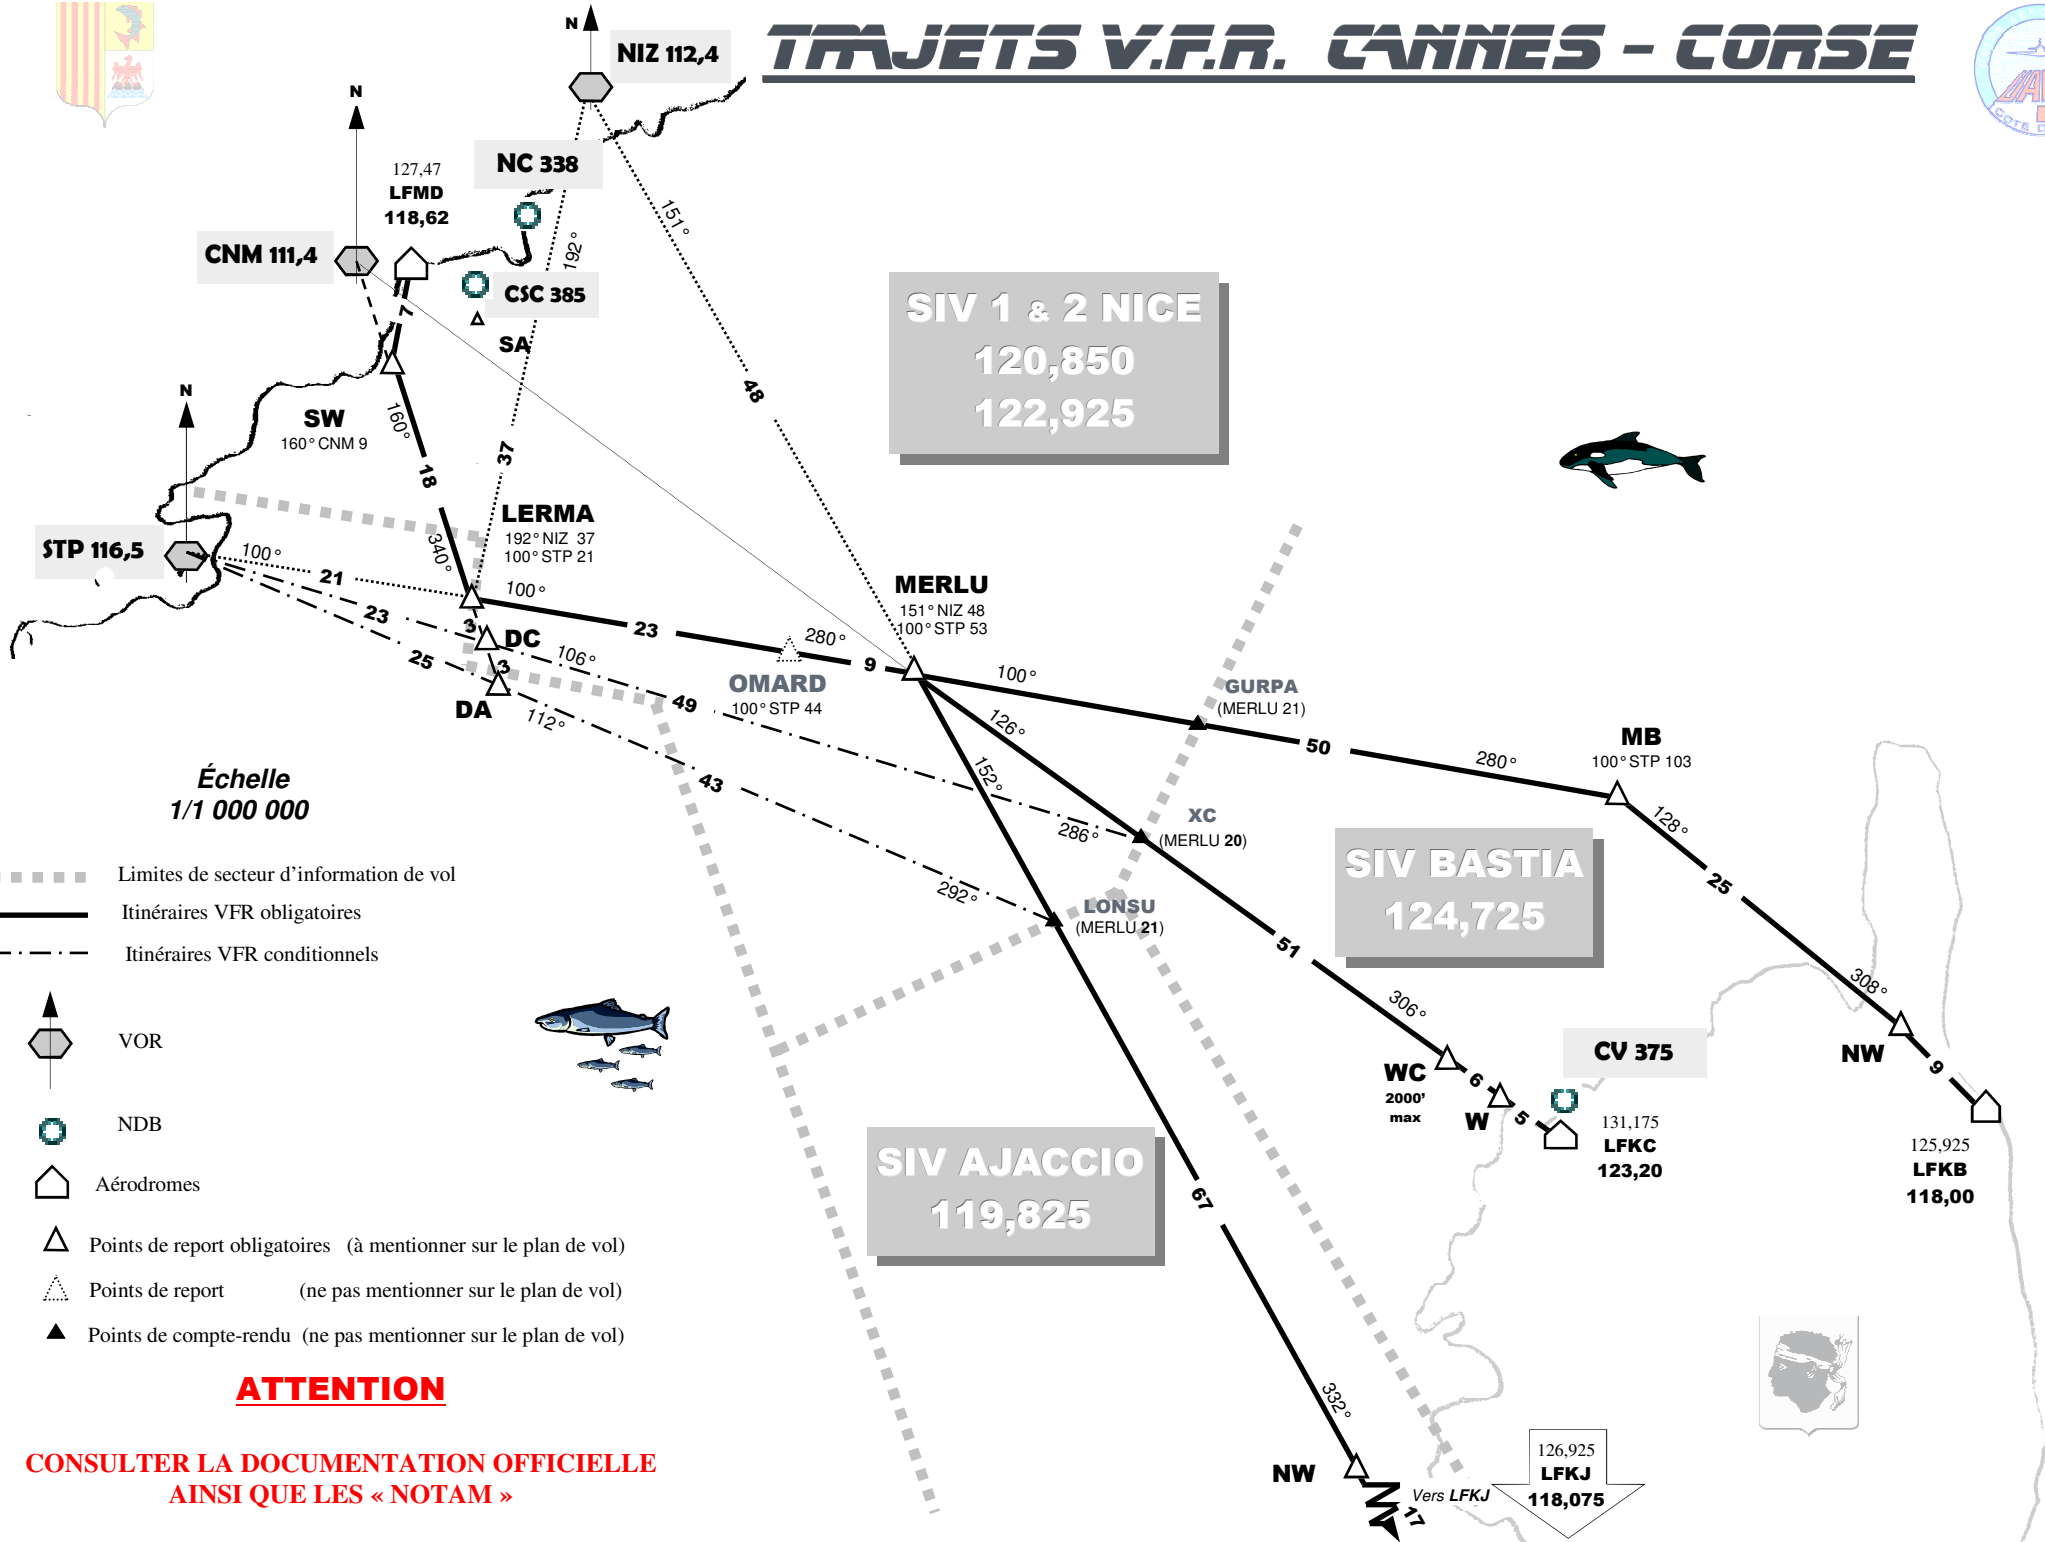 TRAJETS V.F.R. CANNES - CORSE
N
NIZ 112,4
N
NC 338
127,47
LFMD
118,62
CNM 111,4
CSC 385
SA
7
192°
151°
48
SIV 1 & 2 NICE
120,850
122,925
N
SW
160° CNM 9
160°
18
37
340°
LERMA
192° NIZ 37
100° STP 21
STP 116,5
100°
21
23
25
100°
23
280°
9
3
DC
3
DA
106°
112°
49
43
OMARD
100° STP 44
MERLU
151° NIZ 48
100° STP 53
100°
126°
152°
GURPA
(MERLU 21)
50
280°
MB
100° STP 103
128°
25
308°
XC
(MERLU 20)
286°
292°
LONSU
(MERLU 21)
SIV BASTIA
124,725
51
306°
WC
2000'
max
6
W
5
CV 375
131,175
LFKC
123,20
NW
9
125,925
LFKB
118,00
SIV AJACCIO
119,825
67
332°
NW
17
Vers LFKJ
126,925
LFKJ
118,075
Échelle
1/1 000 000
Limites de secteur d'information de vol
Itinéraires VFR obligatoires
Itinéraires VFR conditionnels
VOR
NDB
Aérodromes
Points de report obligatoires (à mentionner sur le plan de vol)
Points de report (ne pas mentionner sur le plan de vol)
Points de compte-rendu (ne pas mentionner sur le plan de vol)
ATTENTION
CONSULTER LA DOCUMENTATION OFFICIELLE
AINSI QUE LES « NOTAM »